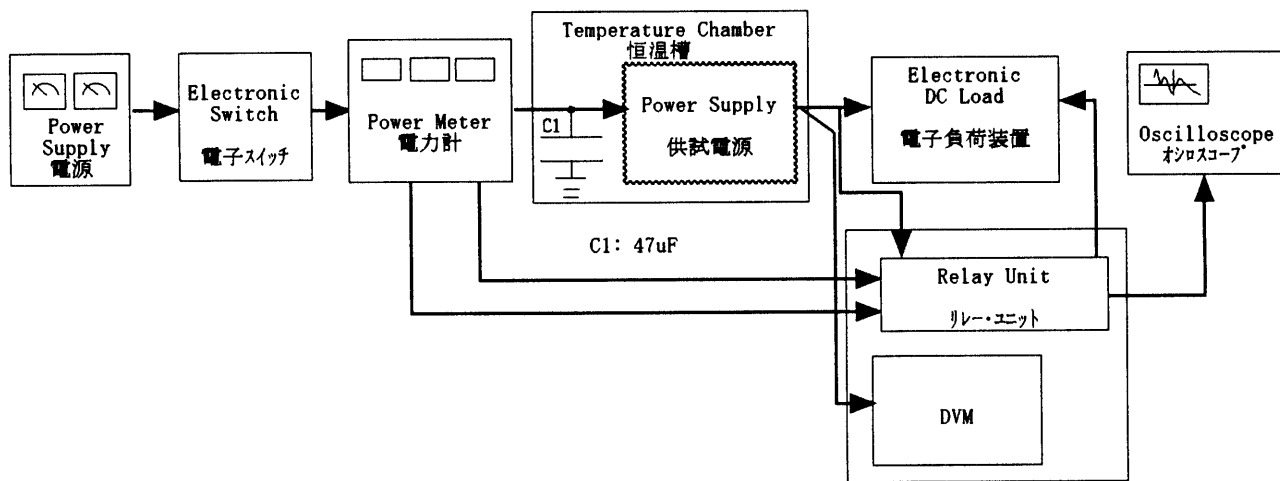 Power
Supply
電源
Electronic
Switch
電子スイッチ
Power Meter
電力計
Temperature Chamber
恒温槽
C1
Power Supply
供試電源
Electronic
DC Load
電子負荷装置
Oscilloscope
オシロスコープ
C1: 47uF
Relay Unit
リレー・ユニット
DVM